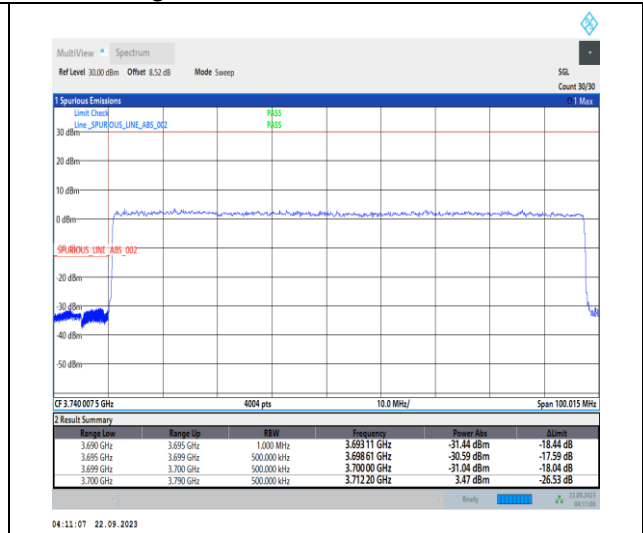 MultiView Spectrum
Ref Level 30.00 dBm Offset 8.52 dB Mode Sweep SGL
Count 30/30
1 Spurious Emissions 1 Max
Limit Check PASS
Line _SPURIOUS_LINE_ABS_002 PASS
30 dBm
20 dBm
10 dBm
0 dBm
_SPURIOUS_LINE_ABS_002
-20 dBm
-30 dBm
-40 dBm
-50 dBm
CF 3.740 007 5 GHz 4004 pts 10.0 MHz/ Span 100.015 MHz
2 Result Summary
Range Low Range Up RBW Frequency Power Abs ΔLimit
3.690 GHz 3.695 GHz 1.000 MHz 3.693 11 GHz -31.44 dBm -18.44 dB
3.695 GHz 3.699 GHz 500.000 kHz 3.698 61 GHz -30.59 dBm -17.59 dB
3.699 GHz 3.700 GHz 500.000 kHz 3.700 00 GHz -31.04 dBm -18.04 dB
3.700 GHz 3.790 GHz 500.000 kHz 3.712 20 GHz 3.47 dBm -26.53 dB
Ready 22.09.2023
04:11:06
04:11:07 22.09.2023